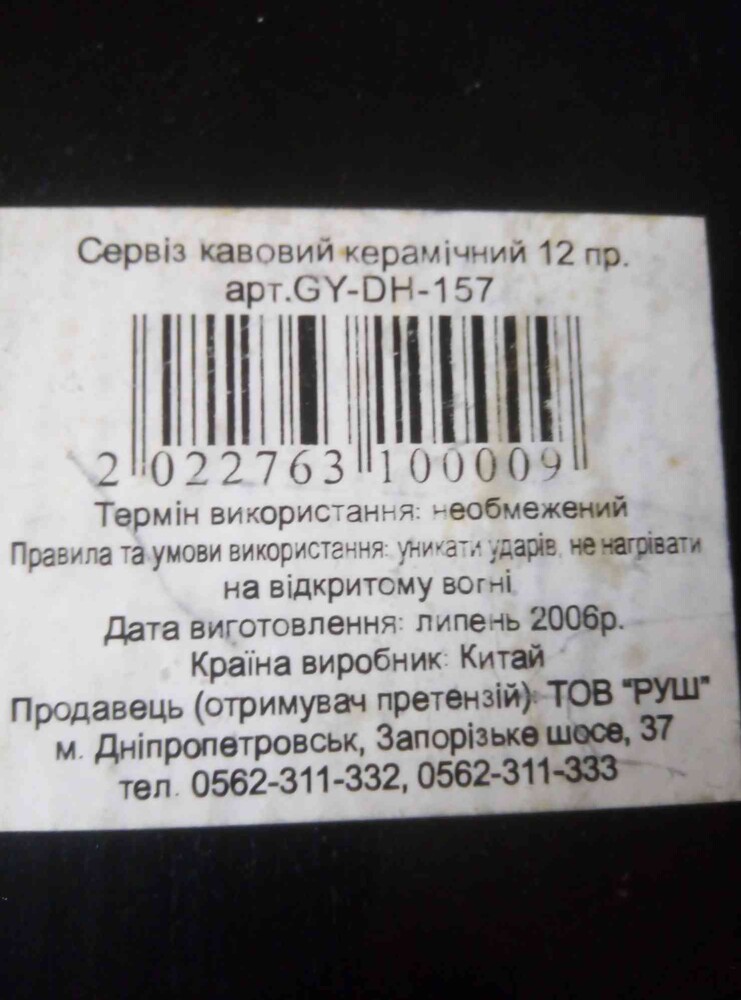 Сервіз кавовий керамічний 12 пр.
арт.GY-DH-157
2 022763 100009
Термін використання: необмежений
Правила та умови використання: уникати ударів, не нагрівати
на відкритому вогні.
Дата виготовлення: липень 2006р.
Країна виробник: Китай
Продавець (отримувач претензій): ТОВ "РУШ"
м. Дніпропетровськ, Запорізьке шосе, 37
тел. 0562-311-332, 0562-311-333